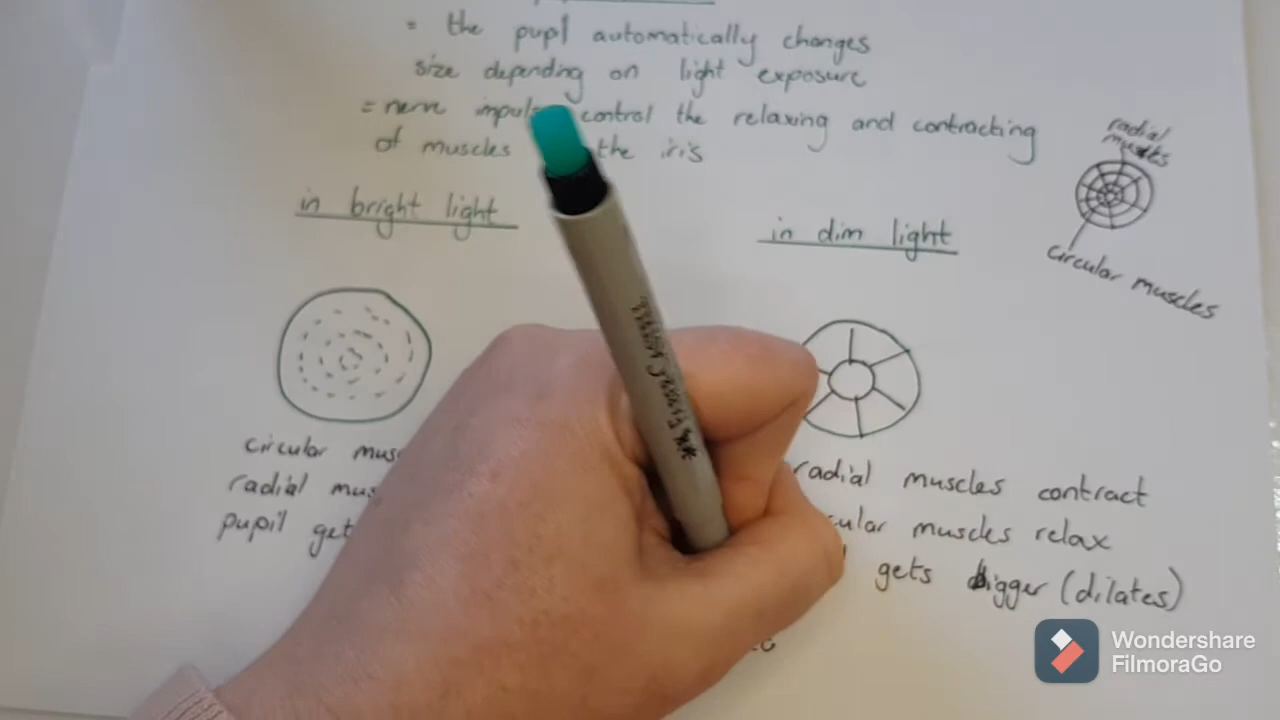 = the pupil automatically changes
size depending on light exposure
= nerve control the relaxing and contracting
of muscles the iris
radial
muscles
circular muscles
in bright light
in dim light
circular
radial
pupil
radial muscles contract
muscles relax
gets bigger (dilates)
Wondershare
FilmoraGo